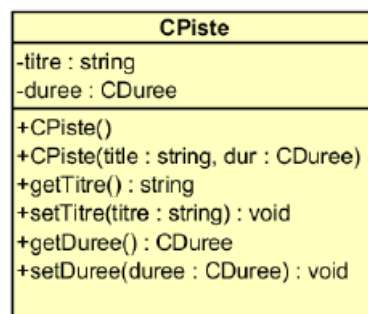 CPiste
-titre : string
-duree : CDuree
+CPiste()
+CPiste(title : string, dur : CDuree)
+getTitre() : string
+setTitre(titre : string) : void
+getDuree() : CDuree
+setDuree(duree : CDuree) : void